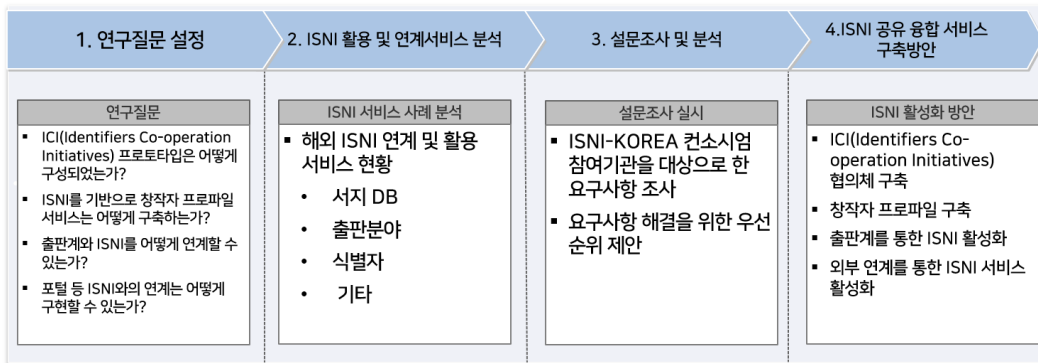 1. 연구질문 설정
2. ISNI 활용 및 연계서비스 분석
3. 설문조사 및 분석
4.ISNI 공유 융합 서비스
구축방안
연구질문
▪ ICI(Identifiers Co-operation
Initiatives) 프로토타입은 어떻게
구성되었는가?
▪ ISNI를 기반으로 창작자 프로파일
서비스는 어떻게 구축하는가?
▪ 출판계와 ISNI를 어떻게 연계할 수
있는가?
▪ 포털 등 ISNI와의 연계는 어떻게
구현할 수 있는가?
ISNI 서비스 사례 분석
▪ 해외 ISNI 연계 및 활용
서비스 현황
• 서지 DB
• 출판분야
• 식별자
• 기타
설문조사 실시
▪ ISNI-KOREA 컨소시엄
참여기관을 대상으로 한
요구사항 조사
▪ 요구사항 해결을 위한 우선
순위 제안
ISNI 활성화 방안
▪ ICI(Identifiers Co-
operation Initiatives)
협의체 구축
▪ 창작자 프로파일 구축
▪ 출판계를 통한 ISNI 활성화
▪ 외부 연계를 통한 ISNI 서비스
활성화